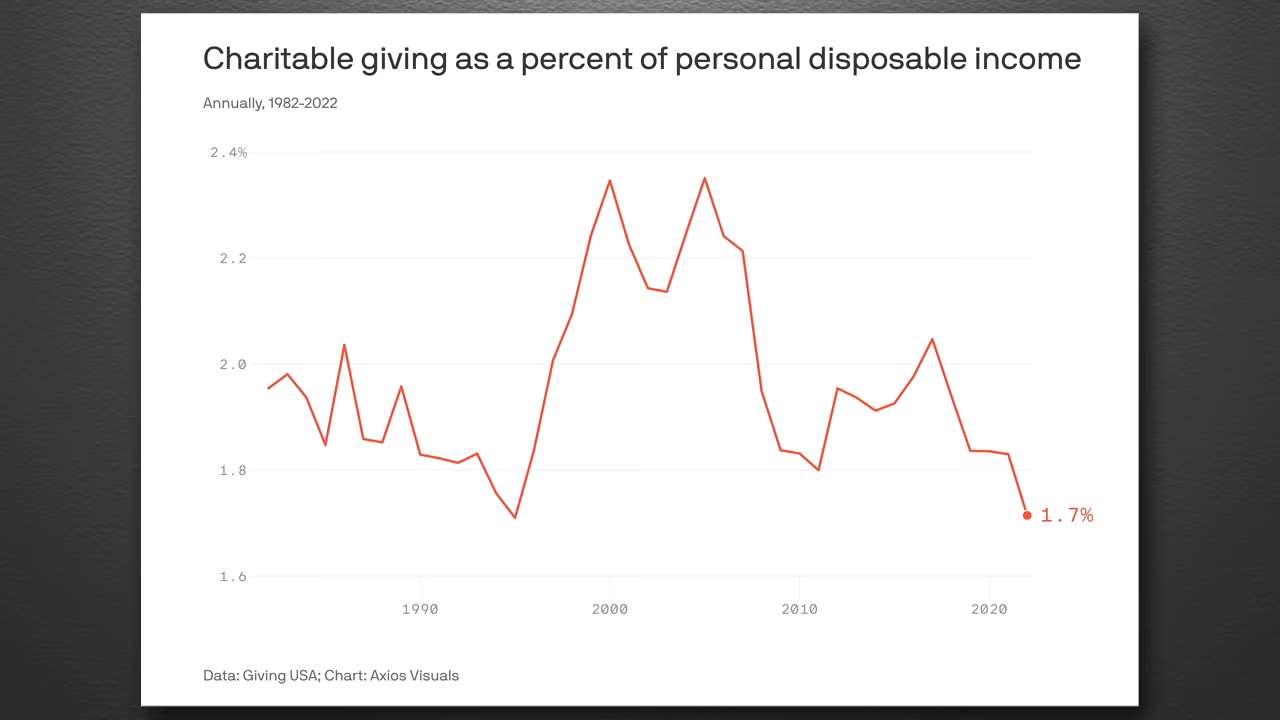 Charitable giving as a percent of personal disposable income
Annually, 1982-2022
2.4%
2.2
2.0
1.8
1.7%
1.6
1990 2000 2010 2020
Data: Giving USA; Chart: Axios Visuals